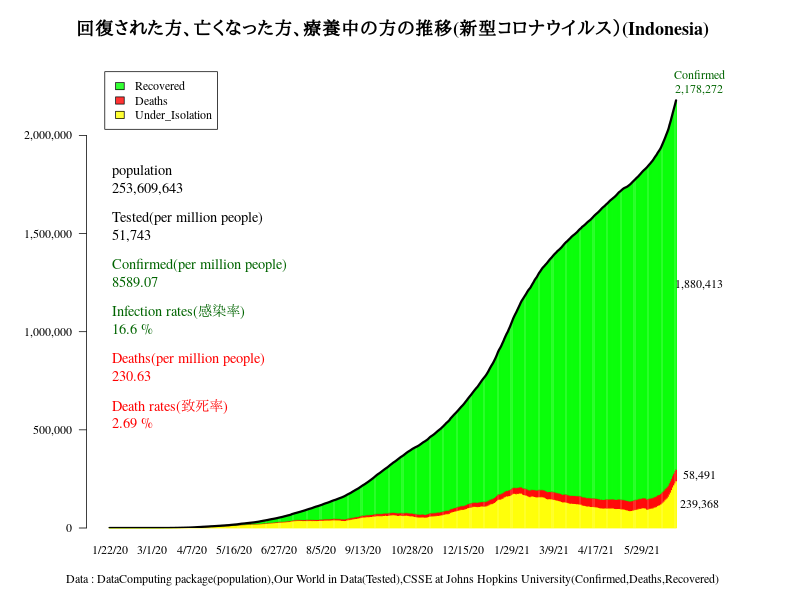 回復された方、亡くなった方、療養中の方の推移(新型コロナウイルス)(Indonesia)
Confirmed
2,178,272
Recovered
Deaths
Under_Isolation
2,000,000
1,500,000
1,000,000
500,000
0
population
253,609,643
Tested(per million people)
51,743
Confirmed(per million people)
8589.07
Infection rates(感染率)
16.6 %
Deaths(per million people)
230.63
Death rates(致死率)
2.69 %
1,880,413
58,491
239,368
1/22/20 3/1/20 4/7/20 5/16/20 6/27/20 8/5/20 9/13/20 10/28/20 12/15/20 1/29/21 3/9/21 4/17/21 5/29/21
Data : DataComputing package(population),Our World in Data(Tested),CSSE at Johns Hopkins University(Confirmed,Deaths,Recovered)